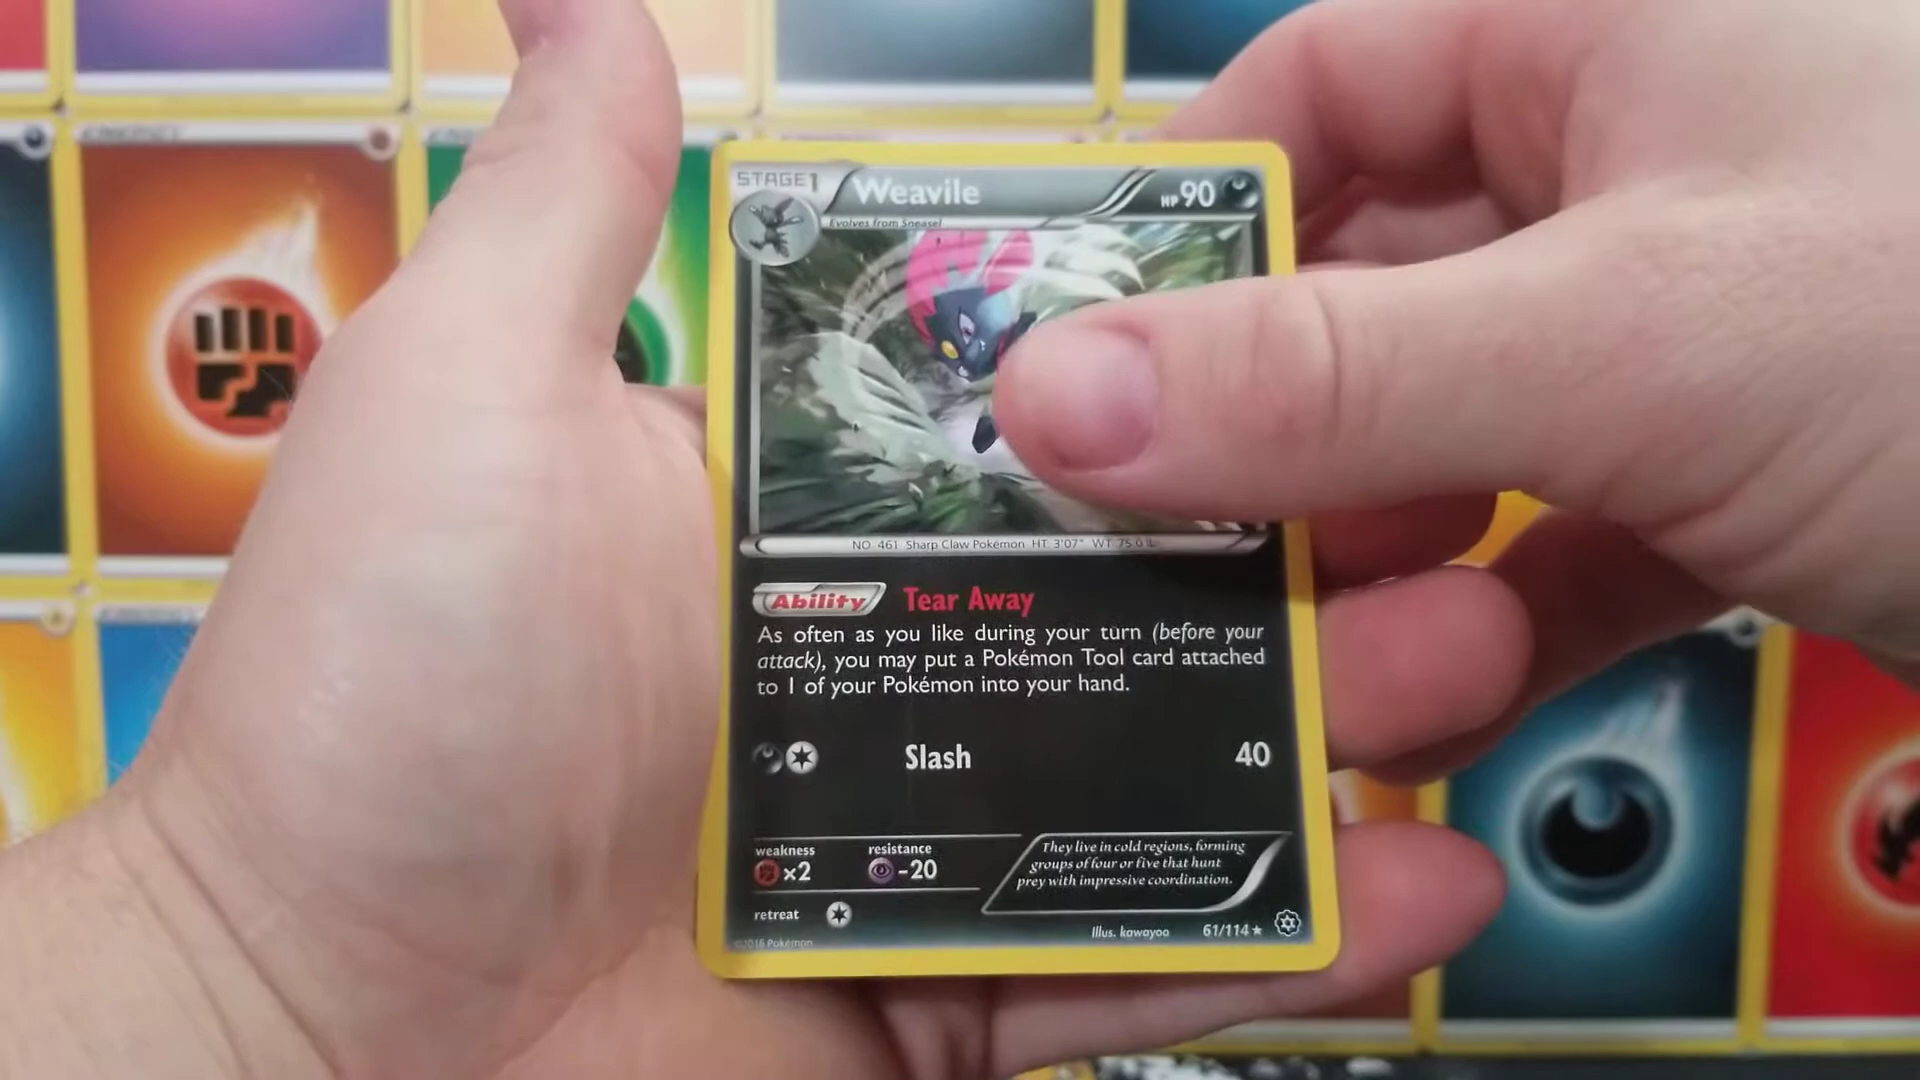 STAGE1
Weavile
HP90
Evolves from Sneasel
NO. 461 Sharp Claw Pokémon HT: 3'07" WT: 75.0
Ability Tear Away
As often as you like during your turn (before your
attack), you may put a Pokémon Tool card attached
to 1 of your Pokémon into your hand.
Slash 40
weakness
x2
resistance
-20
They live in cold regions, forming
groups of four or five that hunt
prey with impressive coordination.
retreat
Illus. kawayoo 61/114
©2016 Pokémon